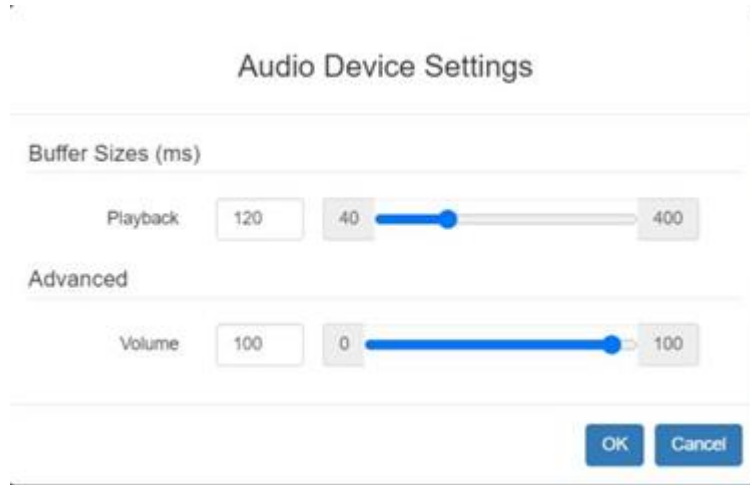 Audio Device Settings
Buffer Sizes (ms)
Playback 120 40 400
Advanced
Volume 100 0 100
OK Cancel